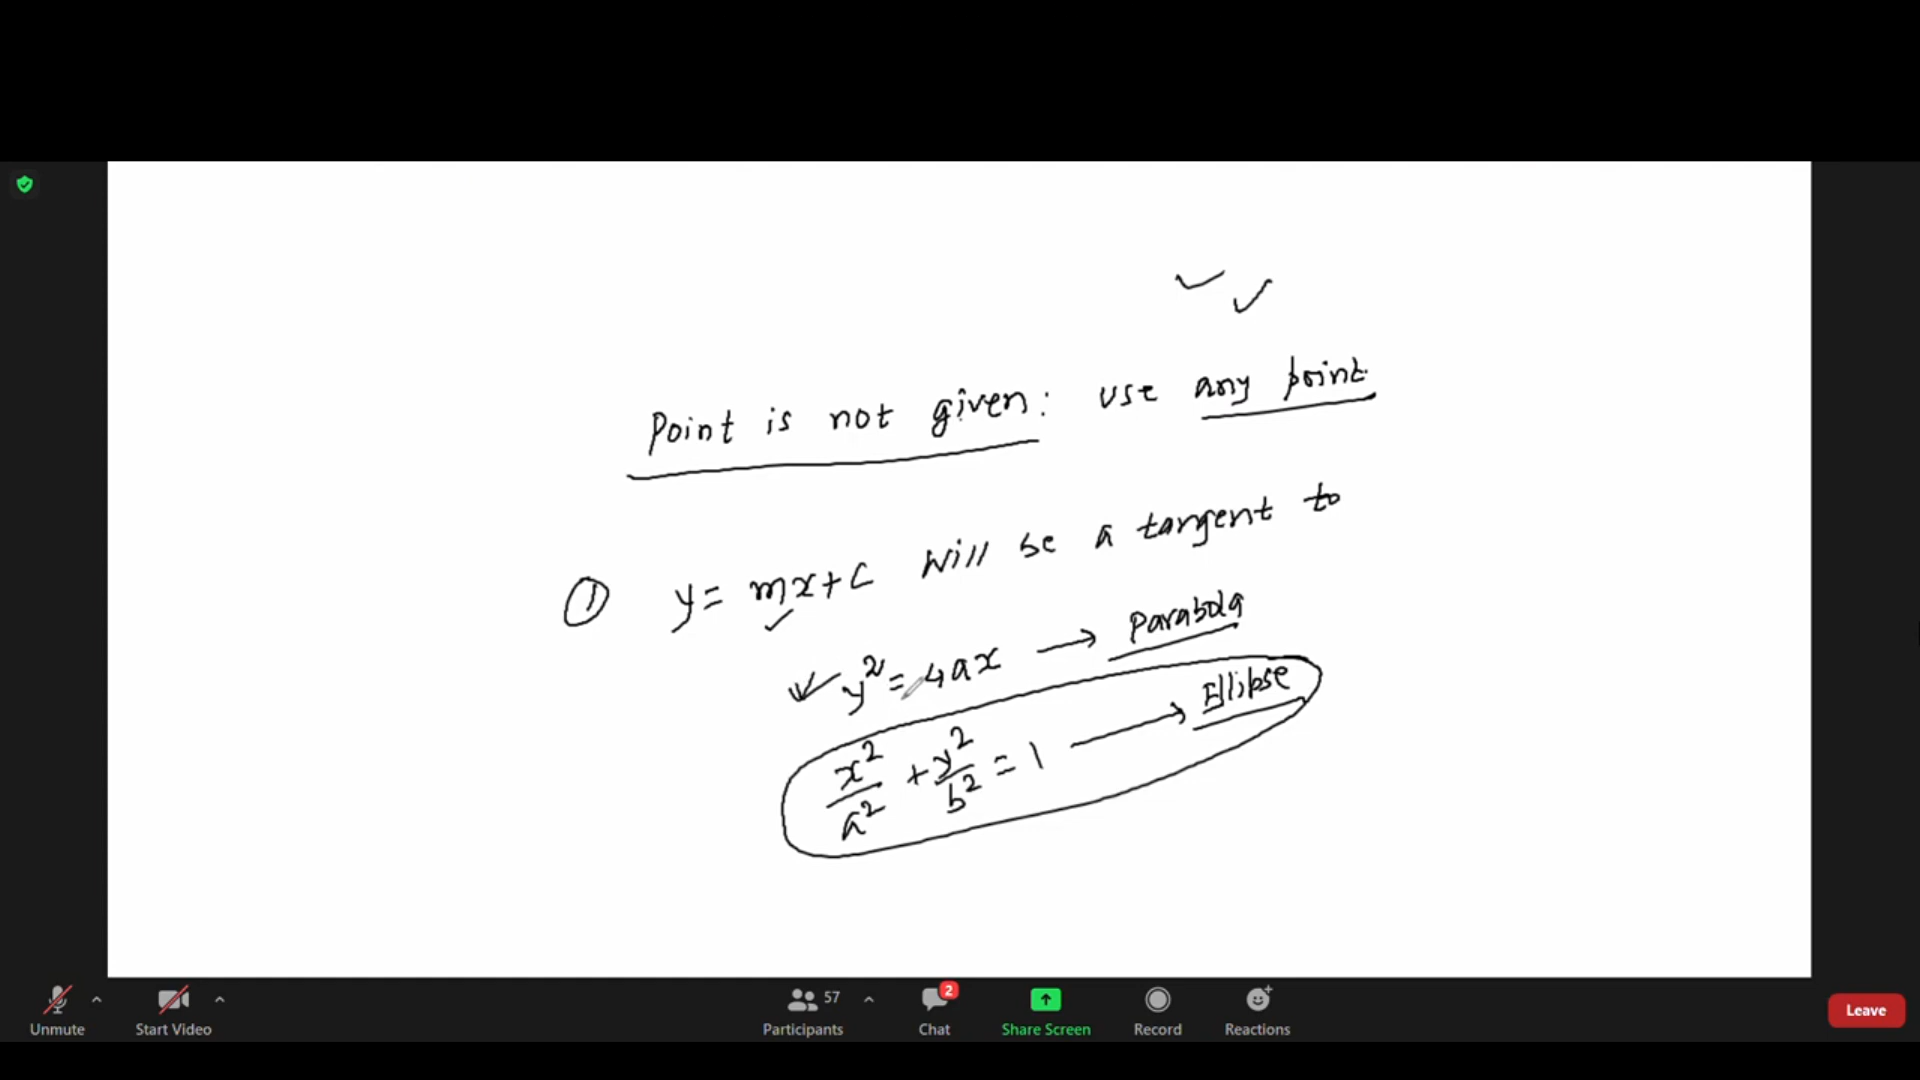 Point is not given: use any point.
① y = mx+c will be a tangent to
y² = 4ax → Parabola
x²/a² + y²/b² = 1 → Ellipse
Unmute
Start Video
57
Participants
2
Chat
Share Screen
Record
Reactions
Leave